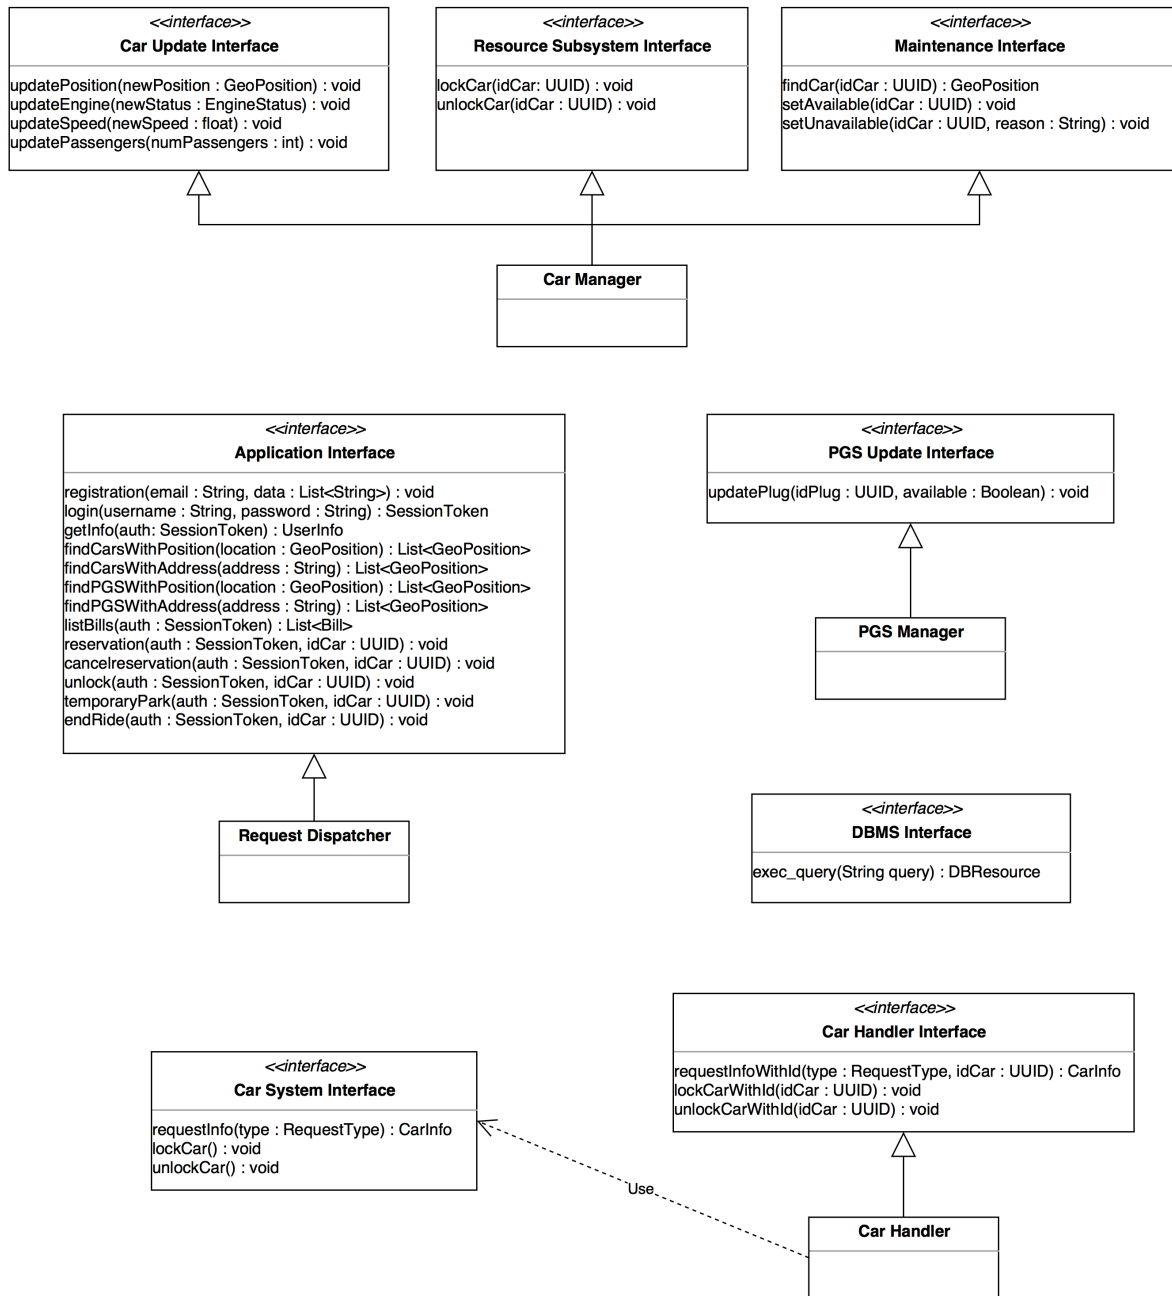 <<interface>>
Car Update Interface
updatePosition(newPosition : GeoPosition) : void
updateEngine(newStatus : EngineStatus) : void
updateSpeed(newSpeed : float) : void
updatePassengers(numPassengers : int) : void
<<interface>>
Resource Subsystem Interface
lockCar(idCar: UUID) : void
unlockCar(idCar : UUID) : void
<<interface>>
Maintenance Interface
findCar(idCar : UUID) : GeoPosition
setAvailable(idCar : UUID) : void
setUnavailable(idCar : UUID, reason : String) : void
Car Manager
<<interface>>
Application Interface
registration(email : String, data : List<String>) : void
login(username : String, password : String) : SessionToken
getInfo(auth: SessionToken) : UserInfo
findCarsWithPosition(location : GeoPosition) : List<GeoPosition>
findCarsWithAddress(address : String) : List<GeoPosition>
findPGSWithPosition(location : GeoPosition) : List<GeoPosition>
findPGSWithAddress(address : String) : List<GeoPosition>
listBills(auth : SessionToken) : List<Bill>
reservation(auth : SessionToken, idCar : UUID) : void
cancelreservation(auth : SessionToken, idCar : UUID) : void
unlock(auth : SessionToken, idCar : UUID) : void
temporaryPark(auth : SessionToken, idCar : UUID) : void
endRide(auth : SessionToken, idCar : UUID) : void
<<interface>>
PGS Update Interface
updatePlug(idPlug : UUID, available : Boolean) : void
PGS Manager
Request Dispatcher
<<interface>>
DBMS Interface
exec_query(String query) : DBResource
<<interface>>
Car System Interface
requestInfo(type : RequestType) : CarInfo
lockCar() : void
unlockCar() : void
<<interface>>
Car Handler Interface
requestInfoWithId(type : RequestType, idCar : UUID) : CarInfo
lockCarWithId(idCar : UUID) : void
unlockCarWithId(idCar : UUID) : void
Use
Car Handler